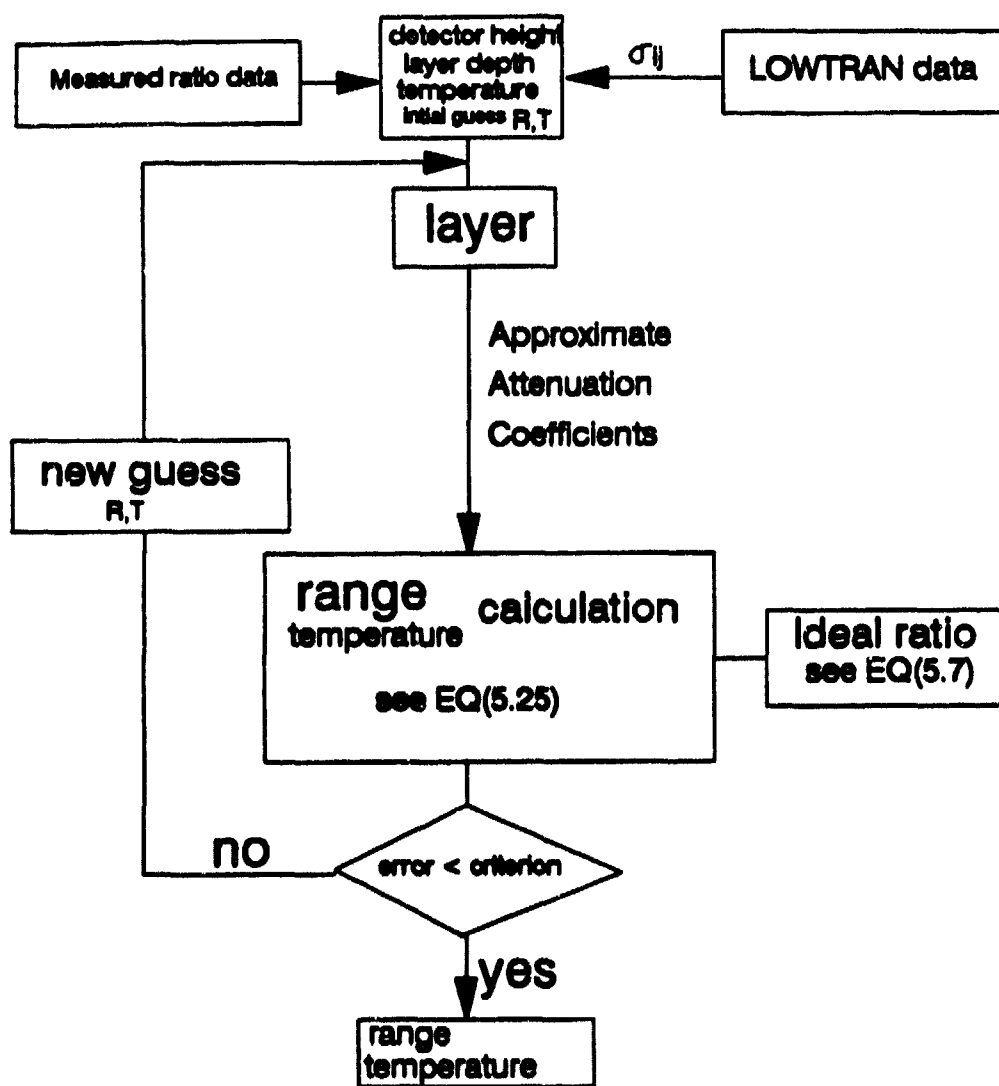 Measured ratio data
detector height
layer depth
temperature
intial guess R,T
σij
LOWTRAN data
layer
Approximate
Attenuation
Coefficients
new guess
R,T
range calculation
temperature
see EQ(5.25)
Ideal ratio
see EQ(5.7)
error < criterion
no
yes
range
temperature